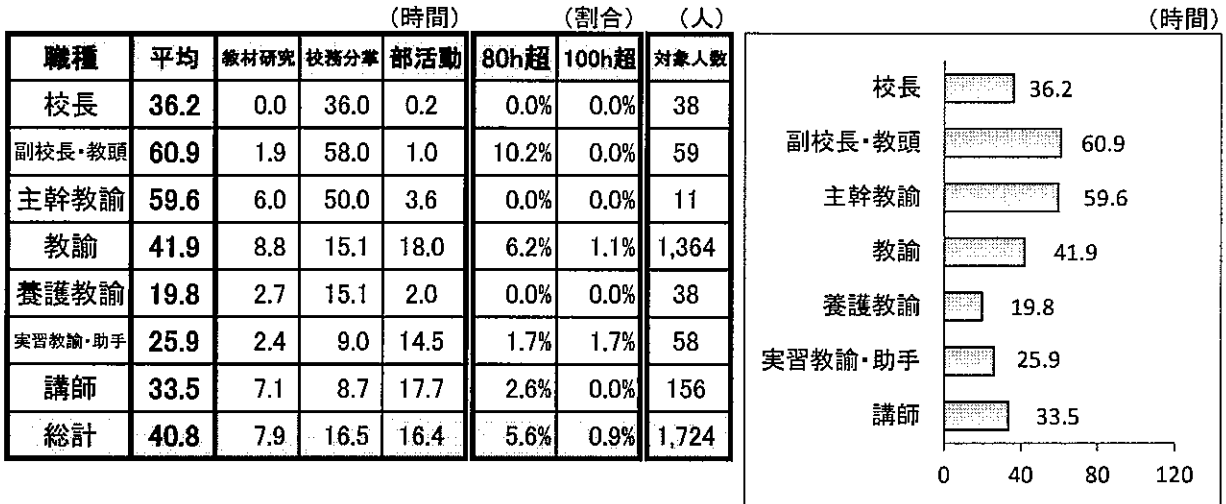 (時間) (割合) (人)
職種 平均 教材研究 校務分掌 部活動 80h超 100h超 対象人数
校長 36.2 0.0 36.0 0.2 0.0% 0.0% 38
副校長・教頭 60.9 1.9 58.0 1.0 10.2% 0.0% 59
主幹教諭 59.6 6.0 50.0 3.6 0.0% 0.0% 11
教諭 41.9 8.8 15.1 18.0 6.2% 1.1% 1,364
養護教諭 19.8 2.7 15.1 2.0 0.0% 0.0% 38
実習教諭・助手 25.9 2.4 9.0 14.5 1.7% 1.7% 58
講師 33.5 7.1 8.7 17.7 2.6% 0.0% 156
総計 40.8 7.9 16.5 16.4 5.6% 0.9% 1,724
(時間)
校長 36.2
副校長・教頭 60.9
主幹教諭 59.6
教諭 41.9
養護教諭 19.8
実習教諭・助手 25.9
講師 33.5
0 40 80 120